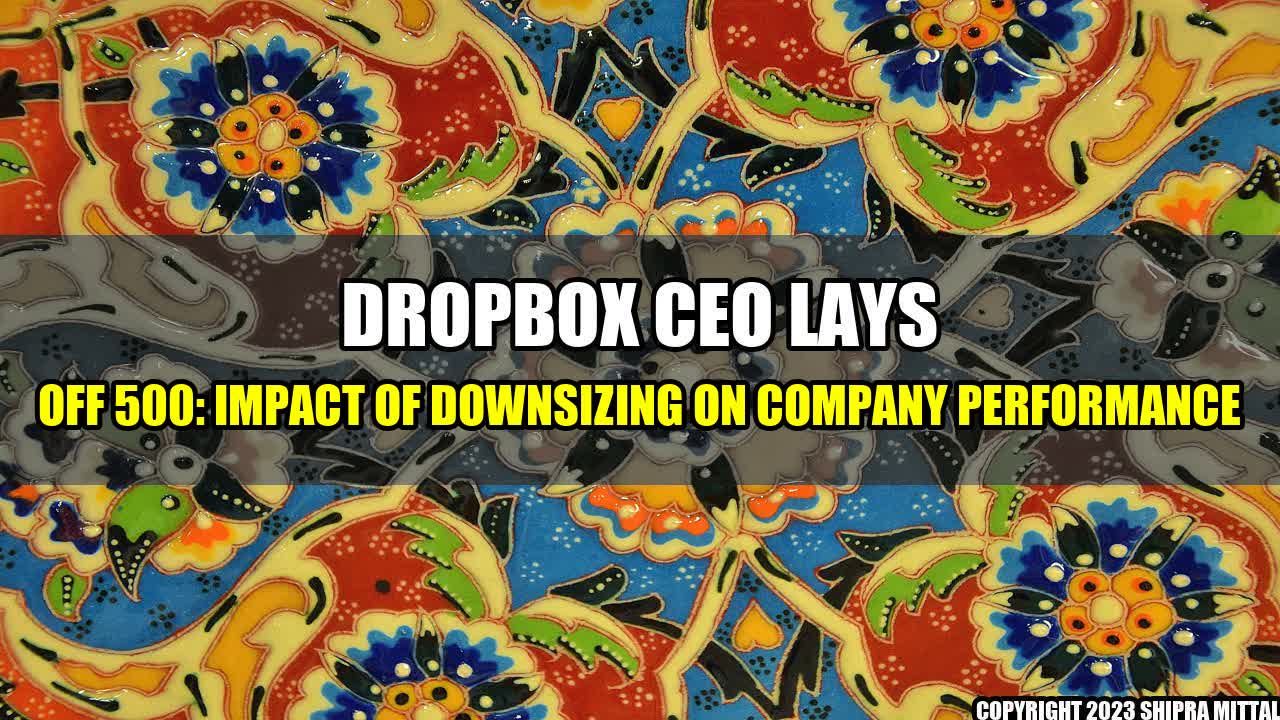 DROPBOX CEO LAYS
OFF 500: IMPACT OF DOWNSIZING ON COMPANY PERFORMANCE
COPYRIGHT 2023 SHIPRA MITTAL